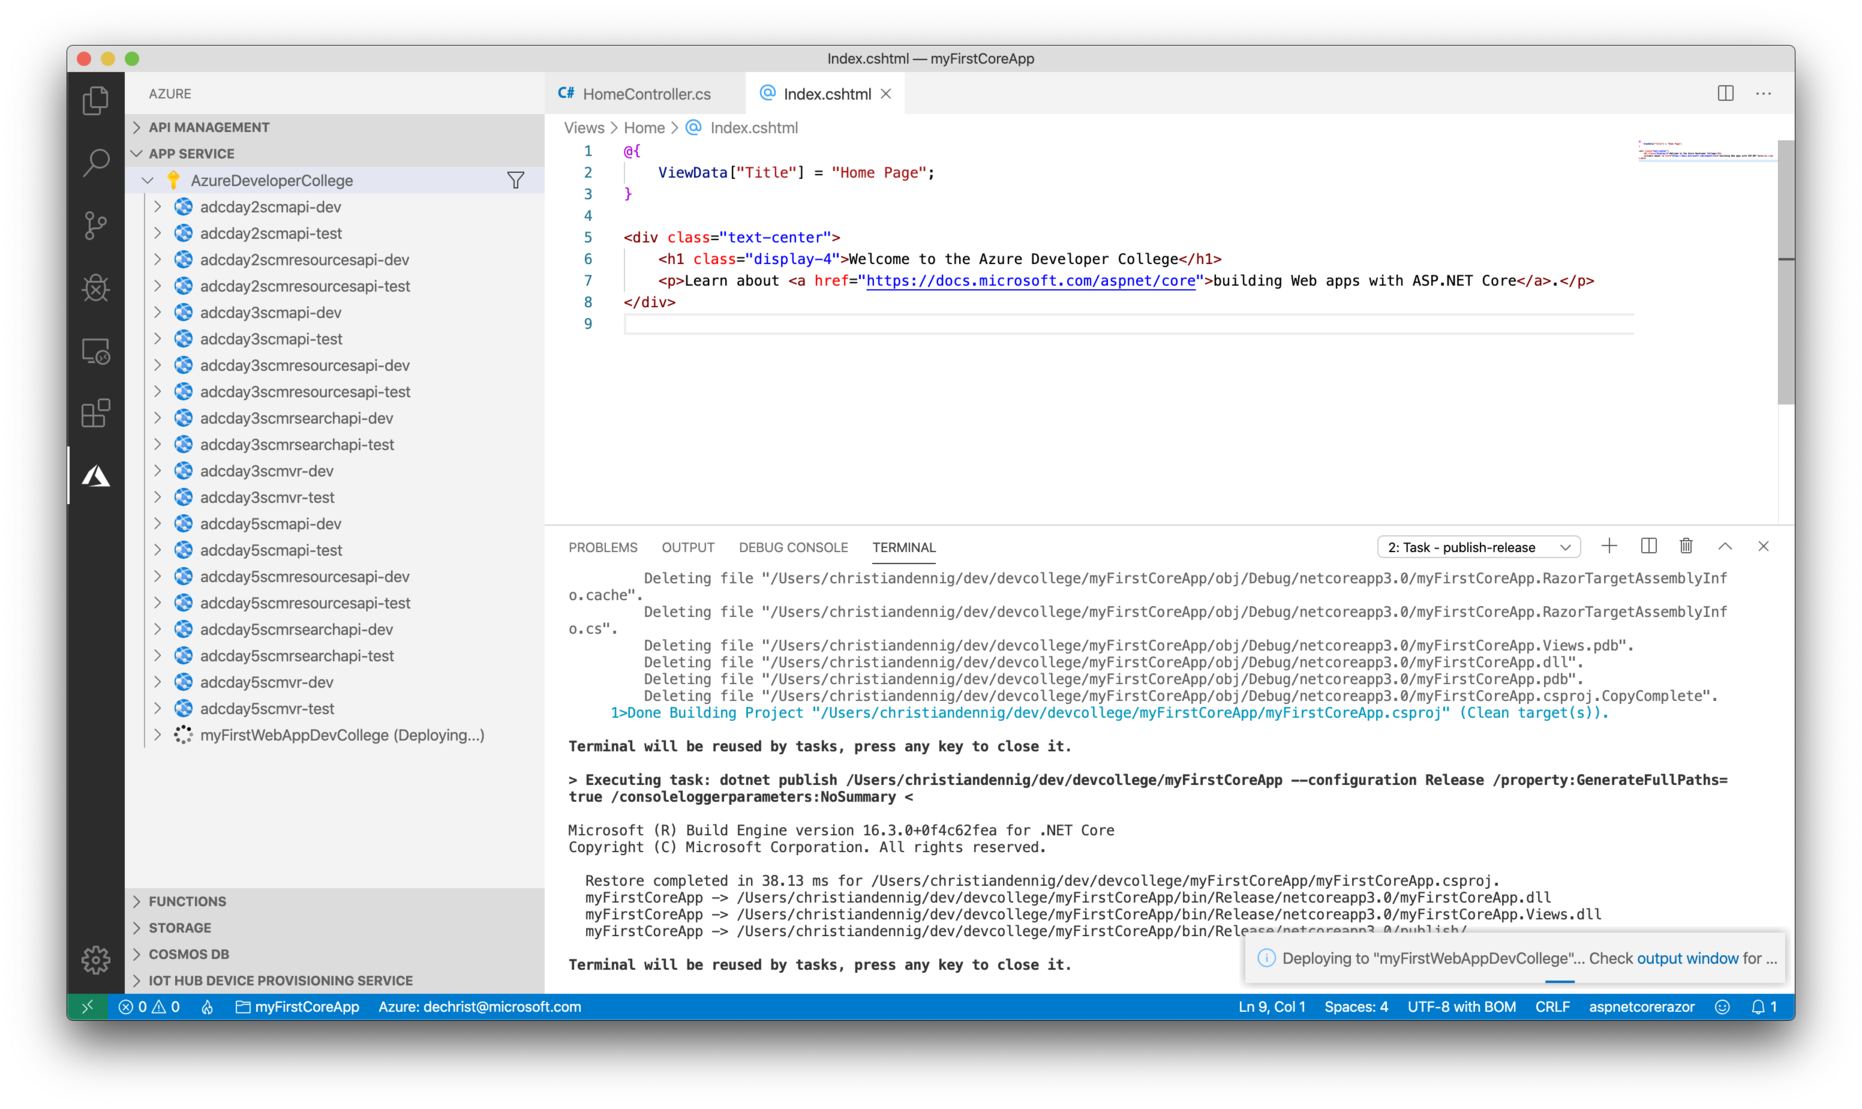 Index.cshtml — myFirstCoreApp
AZURE
API MANAGEMENT
APP SERVICE
AzureDeveloperCollege
adcday2scmapi-dev
adcday2scmapi-test
adcday2scmresourcesapi-dev
adcday2scmresourcesapi-test
adcday3scmapi-dev
adcday3scmapi-test
adcday3scmresourcesapi-dev
adcday3scmresourcesapi-test
adcday3scmrsearchapi-dev
adcday3scmrsearchapi-test
adcday3scmvr-dev
adcday3scmvr-test
adcday5scmapi-dev
adcday5scmapi-test
adcday5scmresourcesapi-dev
adcday5scmresourcesapi-test
adcday5scmrsearchapi-dev
adcday5scmrsearchapi-test
adcday5scmvr-dev
adcday5scmvr-test
myFirstWebAppDevCollege (Deploying...)
FUNCTIONS
STORAGE
COSMOS DB
IOT HUB DEVICE PROVISIONING SERVICE
C# HomeController.cs
@ Index.cshtml
Views > Home > @ Index.cshtml
1 @{
2 ViewData["Title"] = "Home Page";
3 }
4
5 <div class="text-center">
6 <h1 class="display-4">Welcome to the Azure Developer College</h1>
7 <p>Learn about <a href="https://docs.microsoft.com/aspnet/core">building Web apps with ASP.NET Core</a>.</p>
8 </div>
9
PROBLEMS OUTPUT DEBUG CONSOLE TERMINAL
2: Task - publish-release
Deleting file "/Users/christiandennig/dev/devcollege/myFirstCoreApp/obj/Debug/netcoreapp3.0/myFirstCoreApp.RazorTargetAssemblyInf
o.cache".
Deleting file "/Users/christiandennig/dev/devcollege/myFirstCoreApp/obj/Debug/netcoreapp3.0/myFirstCoreApp.RazorTargetAssemblyInf
o.cs".
Deleting file "/Users/christiandennig/dev/devcollege/myFirstCoreApp/obj/Debug/netcoreapp3.0/myFirstCoreApp.Views.pdb".
Deleting file "/Users/christiandennig/dev/devcollege/myFirstCoreApp/obj/Debug/netcoreapp3.0/myFirstCoreApp.dll".
Deleting file "/Users/christiandennig/dev/devcollege/myFirstCoreApp/obj/Debug/netcoreapp3.0/myFirstCoreApp.pdb".
Deleting file "/Users/christiandennig/dev/devcollege/myFirstCoreApp/obj/Debug/netcoreapp3.0/myFirstCoreApp.csproj.CopyComplete".
1>Done Building Project "/Users/christiandennig/dev/devcollege/myFirstCoreApp/myFirstCoreApp.csproj" (Clean target(s)).
Terminal will be reused by tasks, press any key to close it.
> Executing task: dotnet publish /Users/christiandennig/dev/devcollege/myFirstCoreApp --configuration Release /property:GenerateFullPaths=
true /consoleloggerparameters:NoSummary <
Microsoft (R) Build Engine version 16.3.0+0f4c62fea for .NET Core
Copyright (C) Microsoft Corporation. All rights reserved.
Restore completed in 38.13 ms for /Users/christiandennig/dev/devcollege/myFirstCoreApp/myFirstCoreApp.csproj.
myFirstCoreApp -> /Users/christiandennig/dev/devcollege/myFirstCoreApp/bin/Release/netcoreapp3.0/myFirstCoreApp.dll
myFirstCoreApp -> /Users/christiandennig/dev/devcollege/myFirstCoreApp/bin/Release/netcoreapp3.0/myFirstCoreApp.Views.dll
myFirstCoreApp -> /Users/christiandennig/dev/devcollege/myFirstCoreApp/bin/Release/netcoreapp3.0/publish/
Terminal will be reused by tasks, press any key to close it.
Deploying to "myFirstWebAppDevCollege"... Check output window for ...
0 0 myFirstCoreApp Azure: dechrist@microsoft.com Ln 9, Col 1 Spaces: 4 UTF-8 with BOM CRLF aspnetcorerazor 1